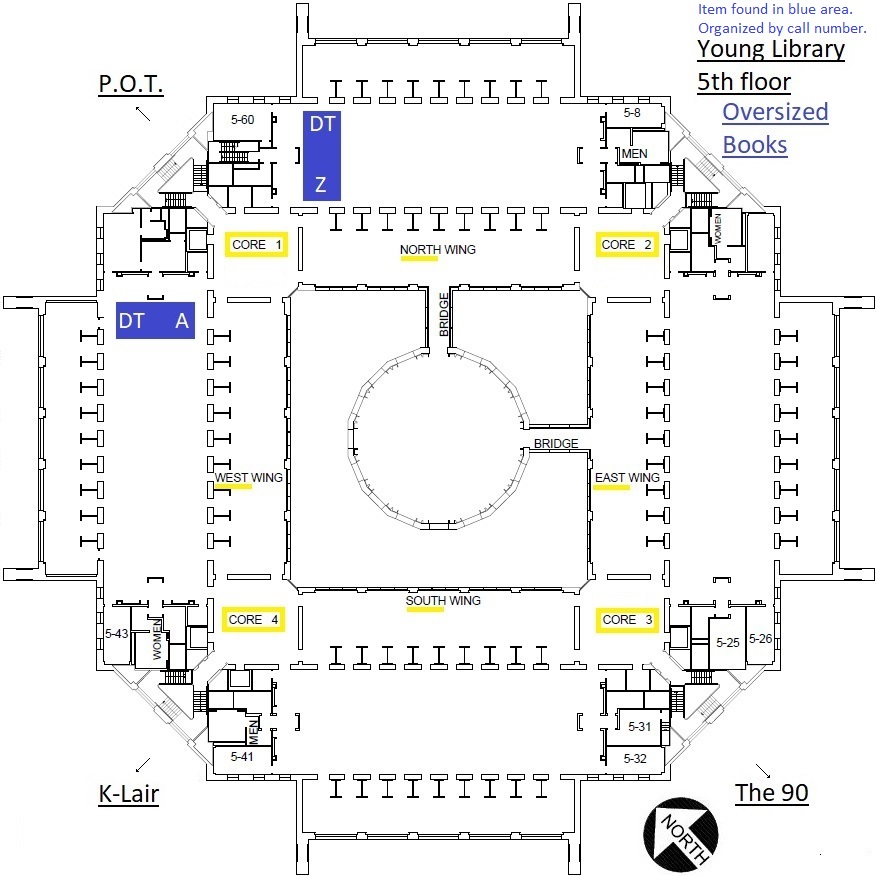 Item found in blue area.
Organized by call number.
Young Library
5th floor
Oversized
Books
P.O.T.
5-60
DT
Z
5-8
MEN
WOMEN
CORE 1
NORTH WING
CORE 2
BRIDGE
DT A
BRIDGE
WEST WING
EAST WING
SOUTH WING
CORE 4
CORE 3
5-43
WOMEN
5-25
5-26
MEN
5-31
5-41
5-32
K-Lair
The 90
NORTH